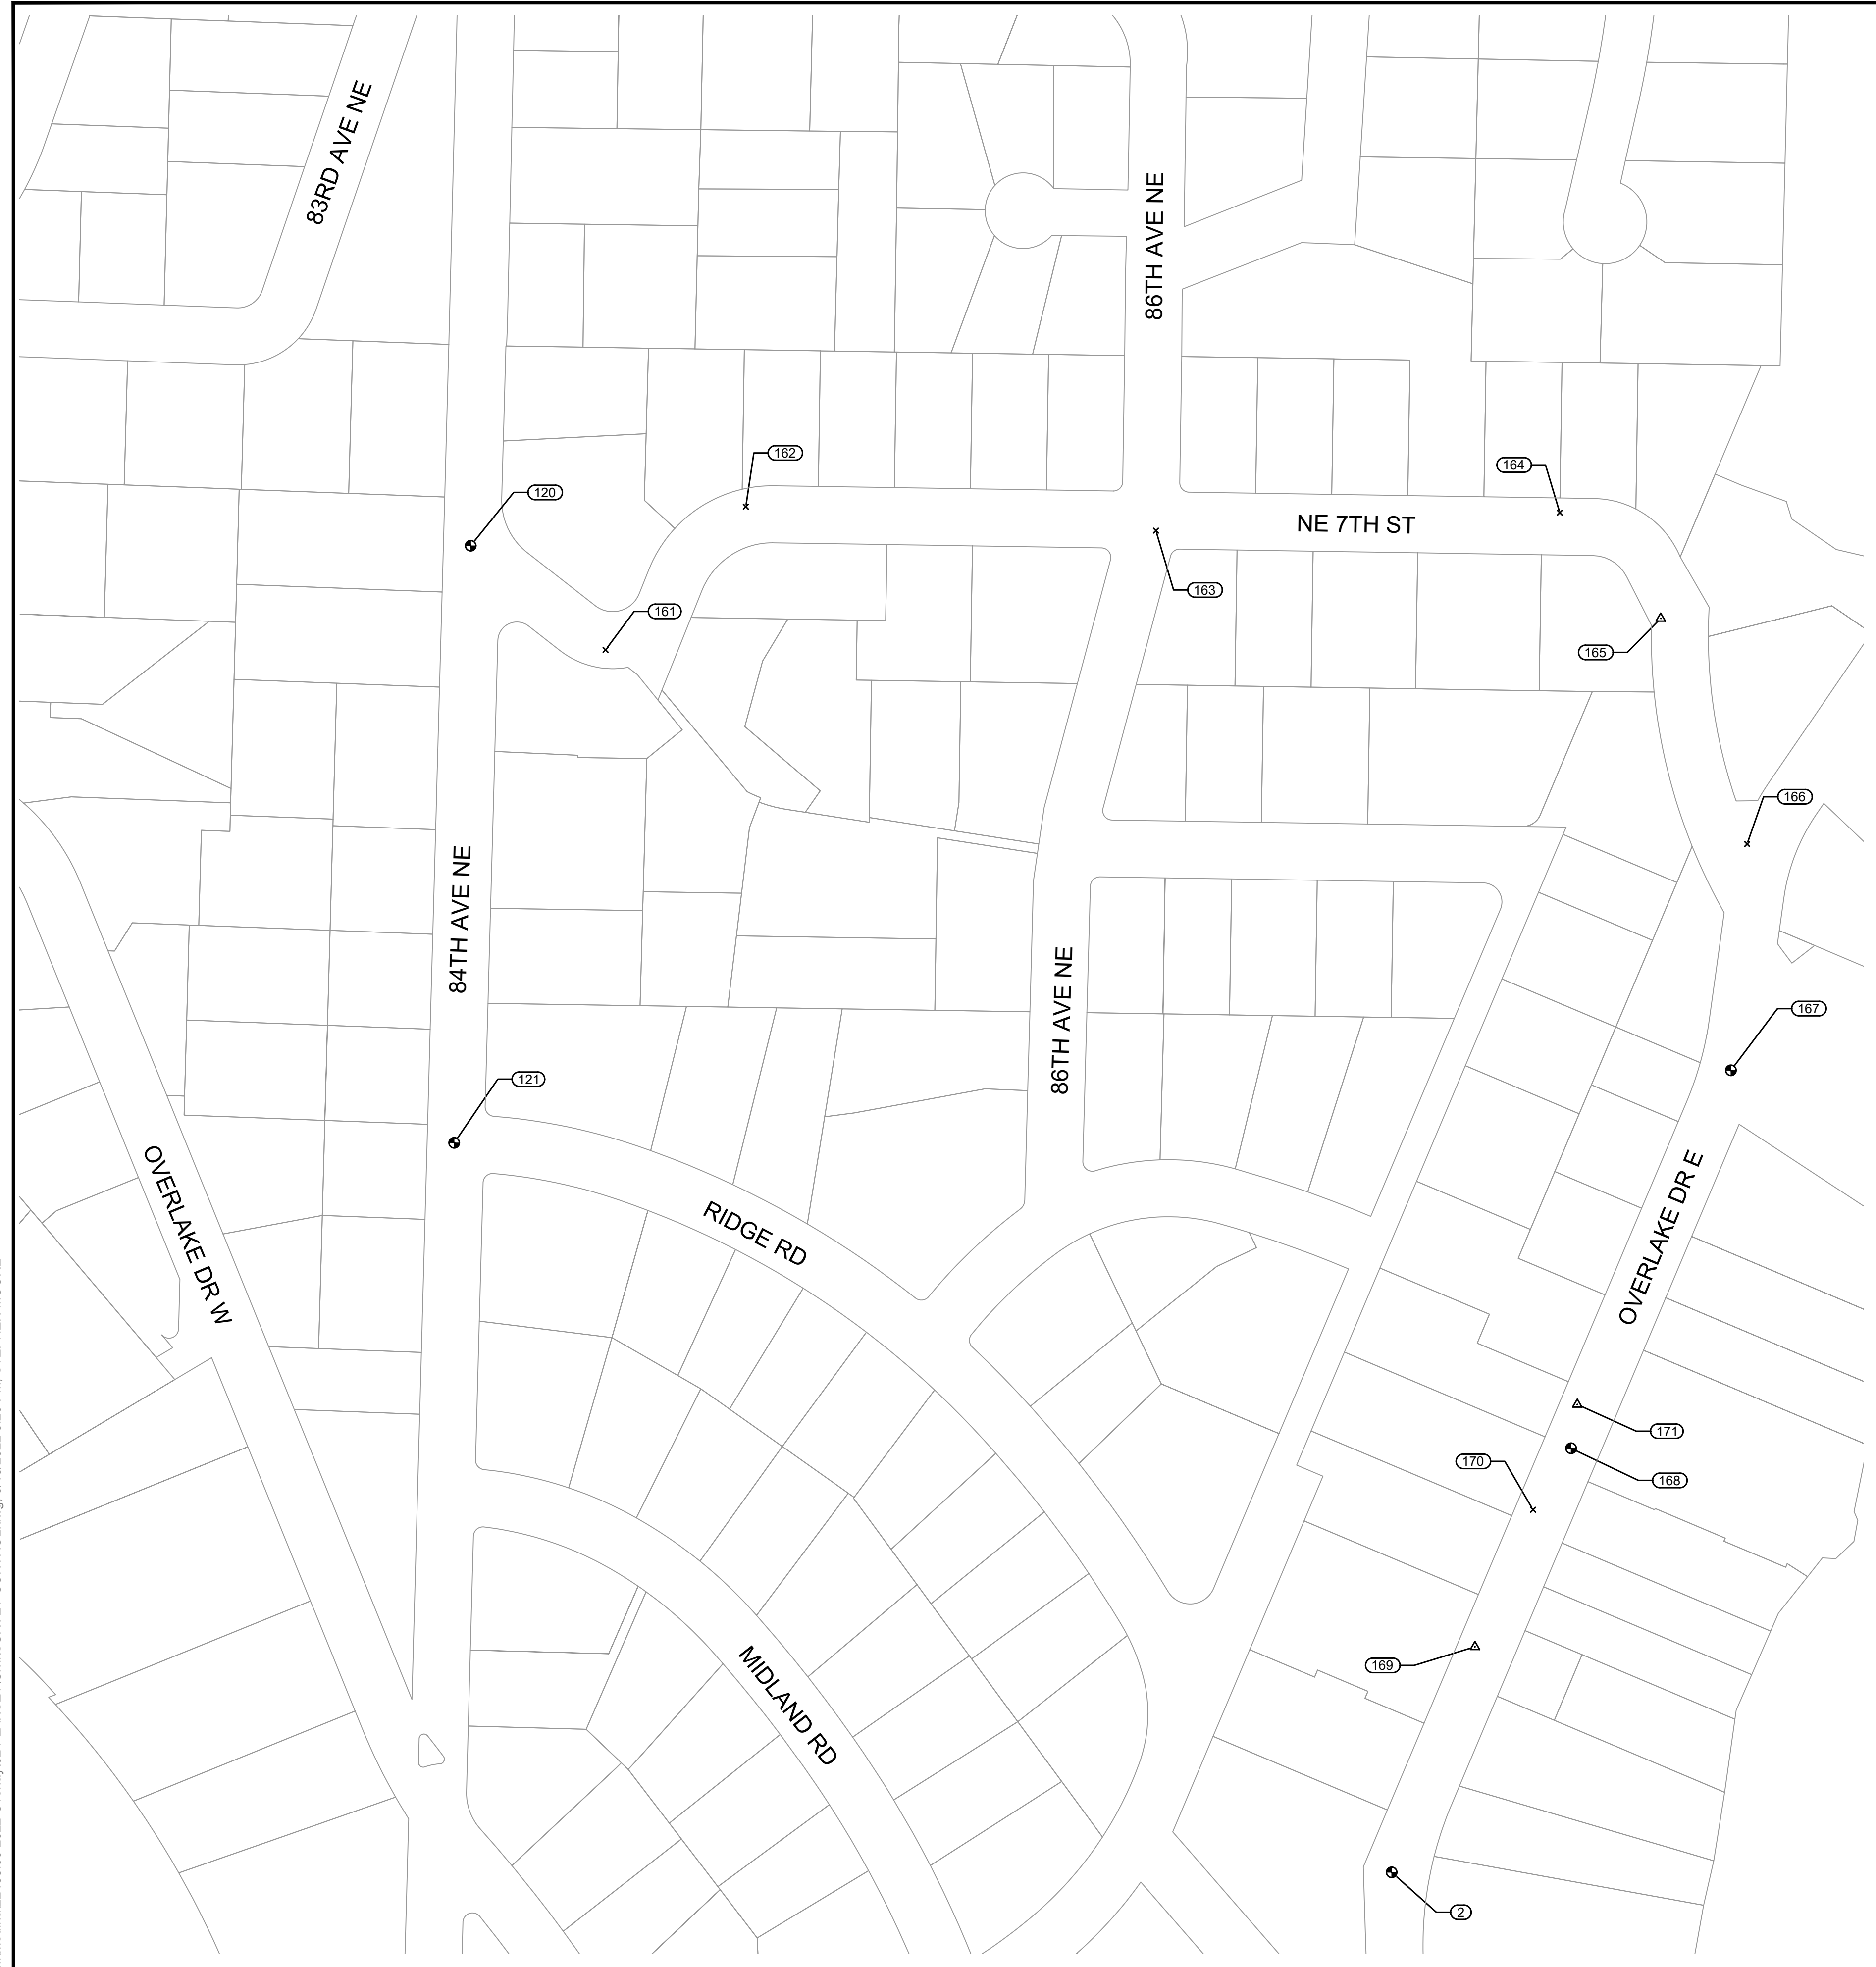 83RD AVE NE
86TH AVE NE
162
164
120
NE 7TH ST
163
161
165
166
84TH AVE NE
86TH AVE NE
167
121
OVERLAKE DR W
RIDGE RD
OVERLAKE DR E
171
170
168
169
MIDLAND RD
2